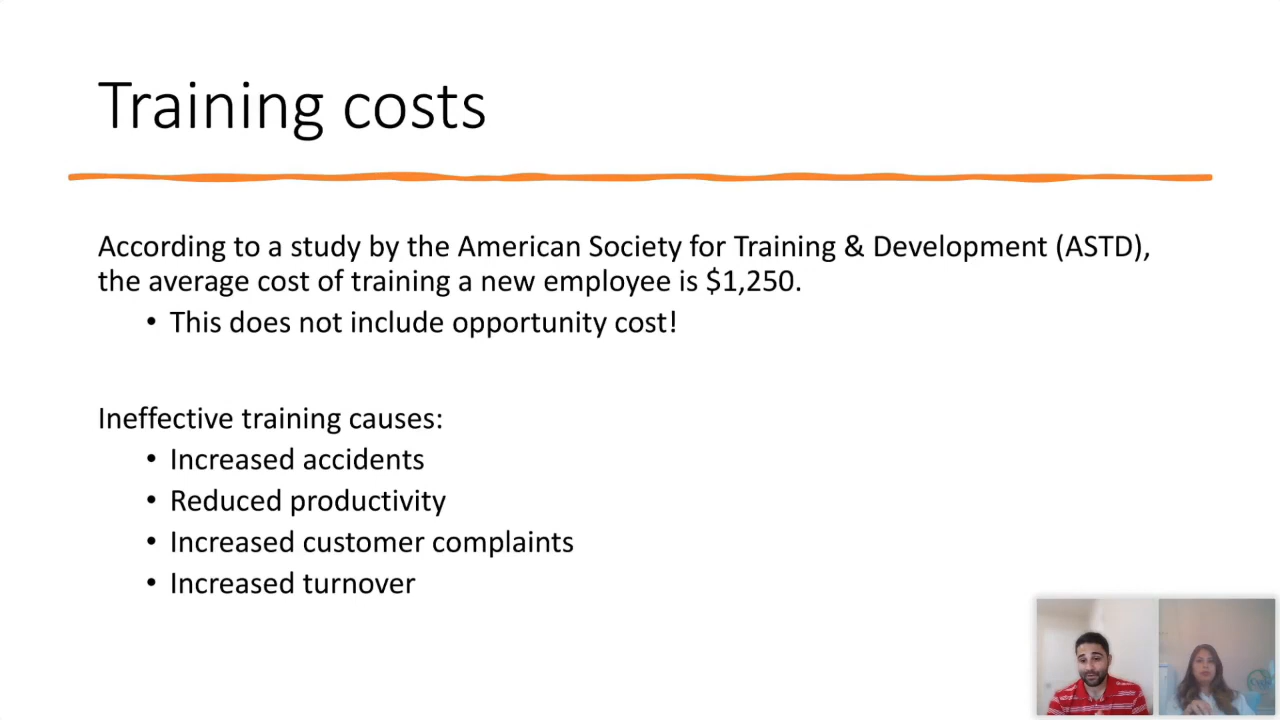 Training costs
According to a study by the American Society for Training & Development (ASTD),
the average cost of training a new employee is $1,250.
• This does not include opportunity cost!
Ineffective training causes:
• Increased accidents
• Reduced productivity
• Increased customer complaints
• Increased turnover